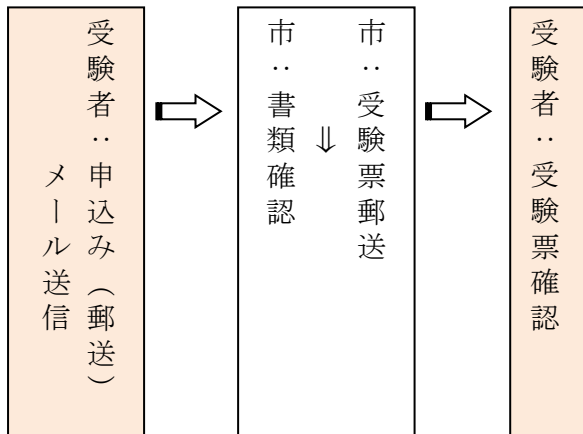 受験者：申込み（郵送）
メール送信
市：書類確認
⇓
市：受験票郵送
受験者：受験票確認